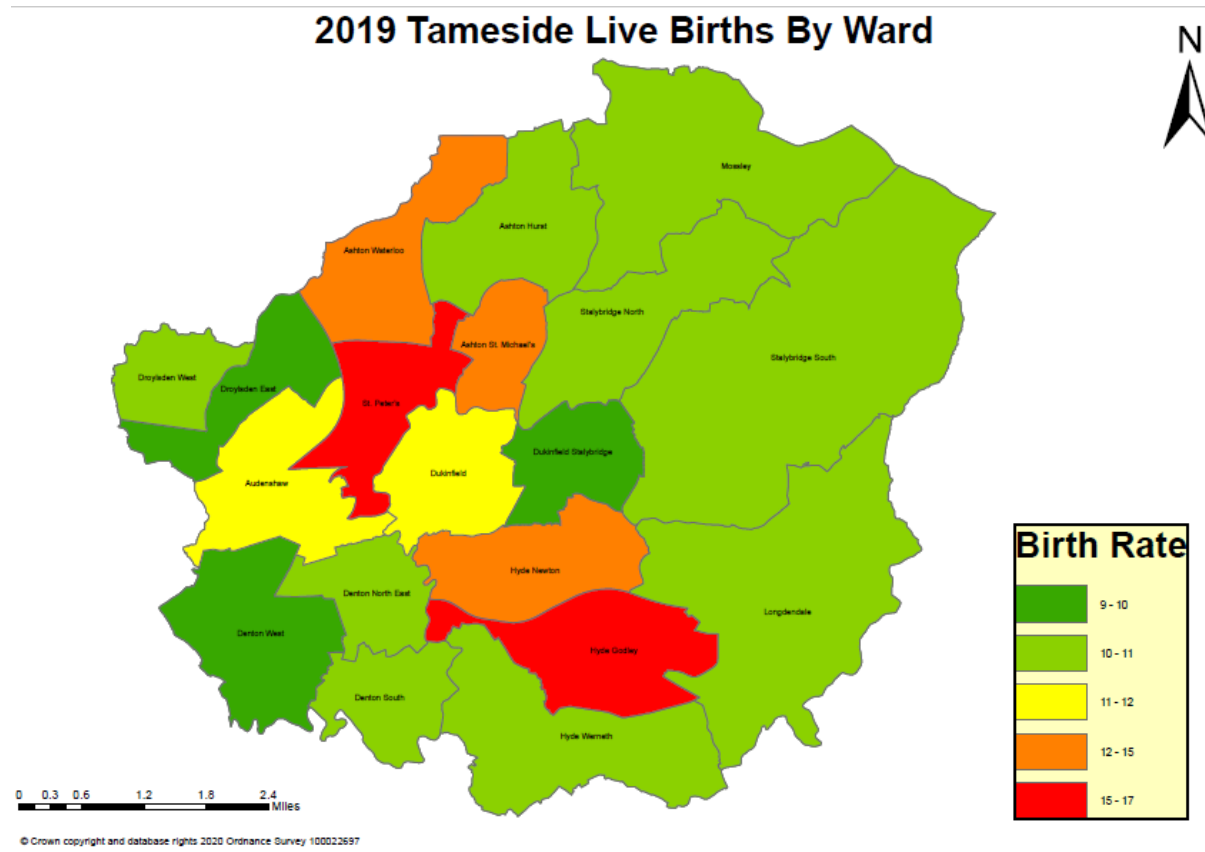 2019 Tameside Live Births By Ward
N
Mossley
Ashton Hurst
Ashton Waterloo
Stalybridge North
Ashton St. Michael's
Stalybridge South
Droylsden West
Droylsden East
St. Peter's
Dukinfield Stalybridge
Dukinfield
Audenshaw
Hyde Newton
Denton North East
Longdendale
Denton West
Hyde Godley
Denton South
Hyde Werneth
Birth Rate
9 - 10
10 - 11
11 - 12
12 - 15
15 - 17
0 0.3 0.6 1.2 1.8 2.4
Miles
© Crown copyright and database rights 2020 Ordnance Survey 100022697